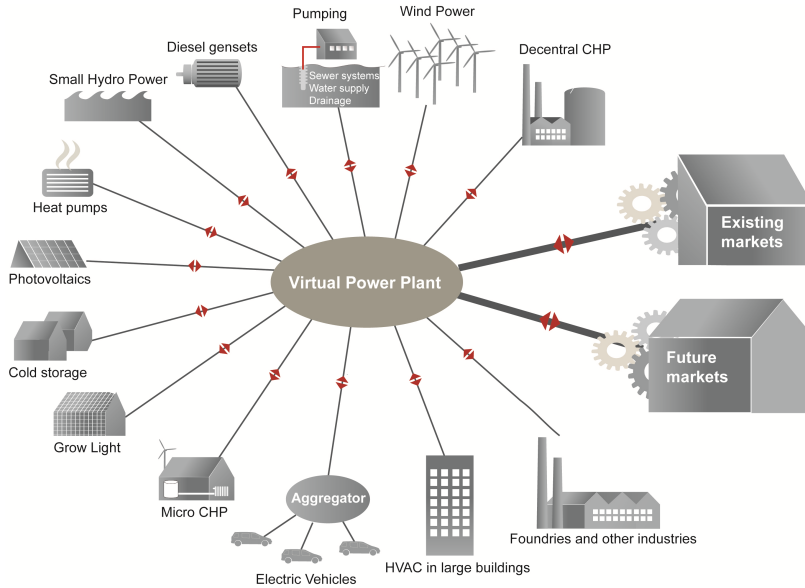 Pumping
Wind Power
Diesel gensets
Decentral CHP
Small Hydro Power
Sewer systems
Water supply
Drainage
Heat pumps
Existing
markets
Photovoltaics
Virtual Power Plant
Cold storage
Future
markets
Grow Light
Micro CHP
Aggregator
Electric Vehicles
HVAC in large buildings
Foundries and other industries